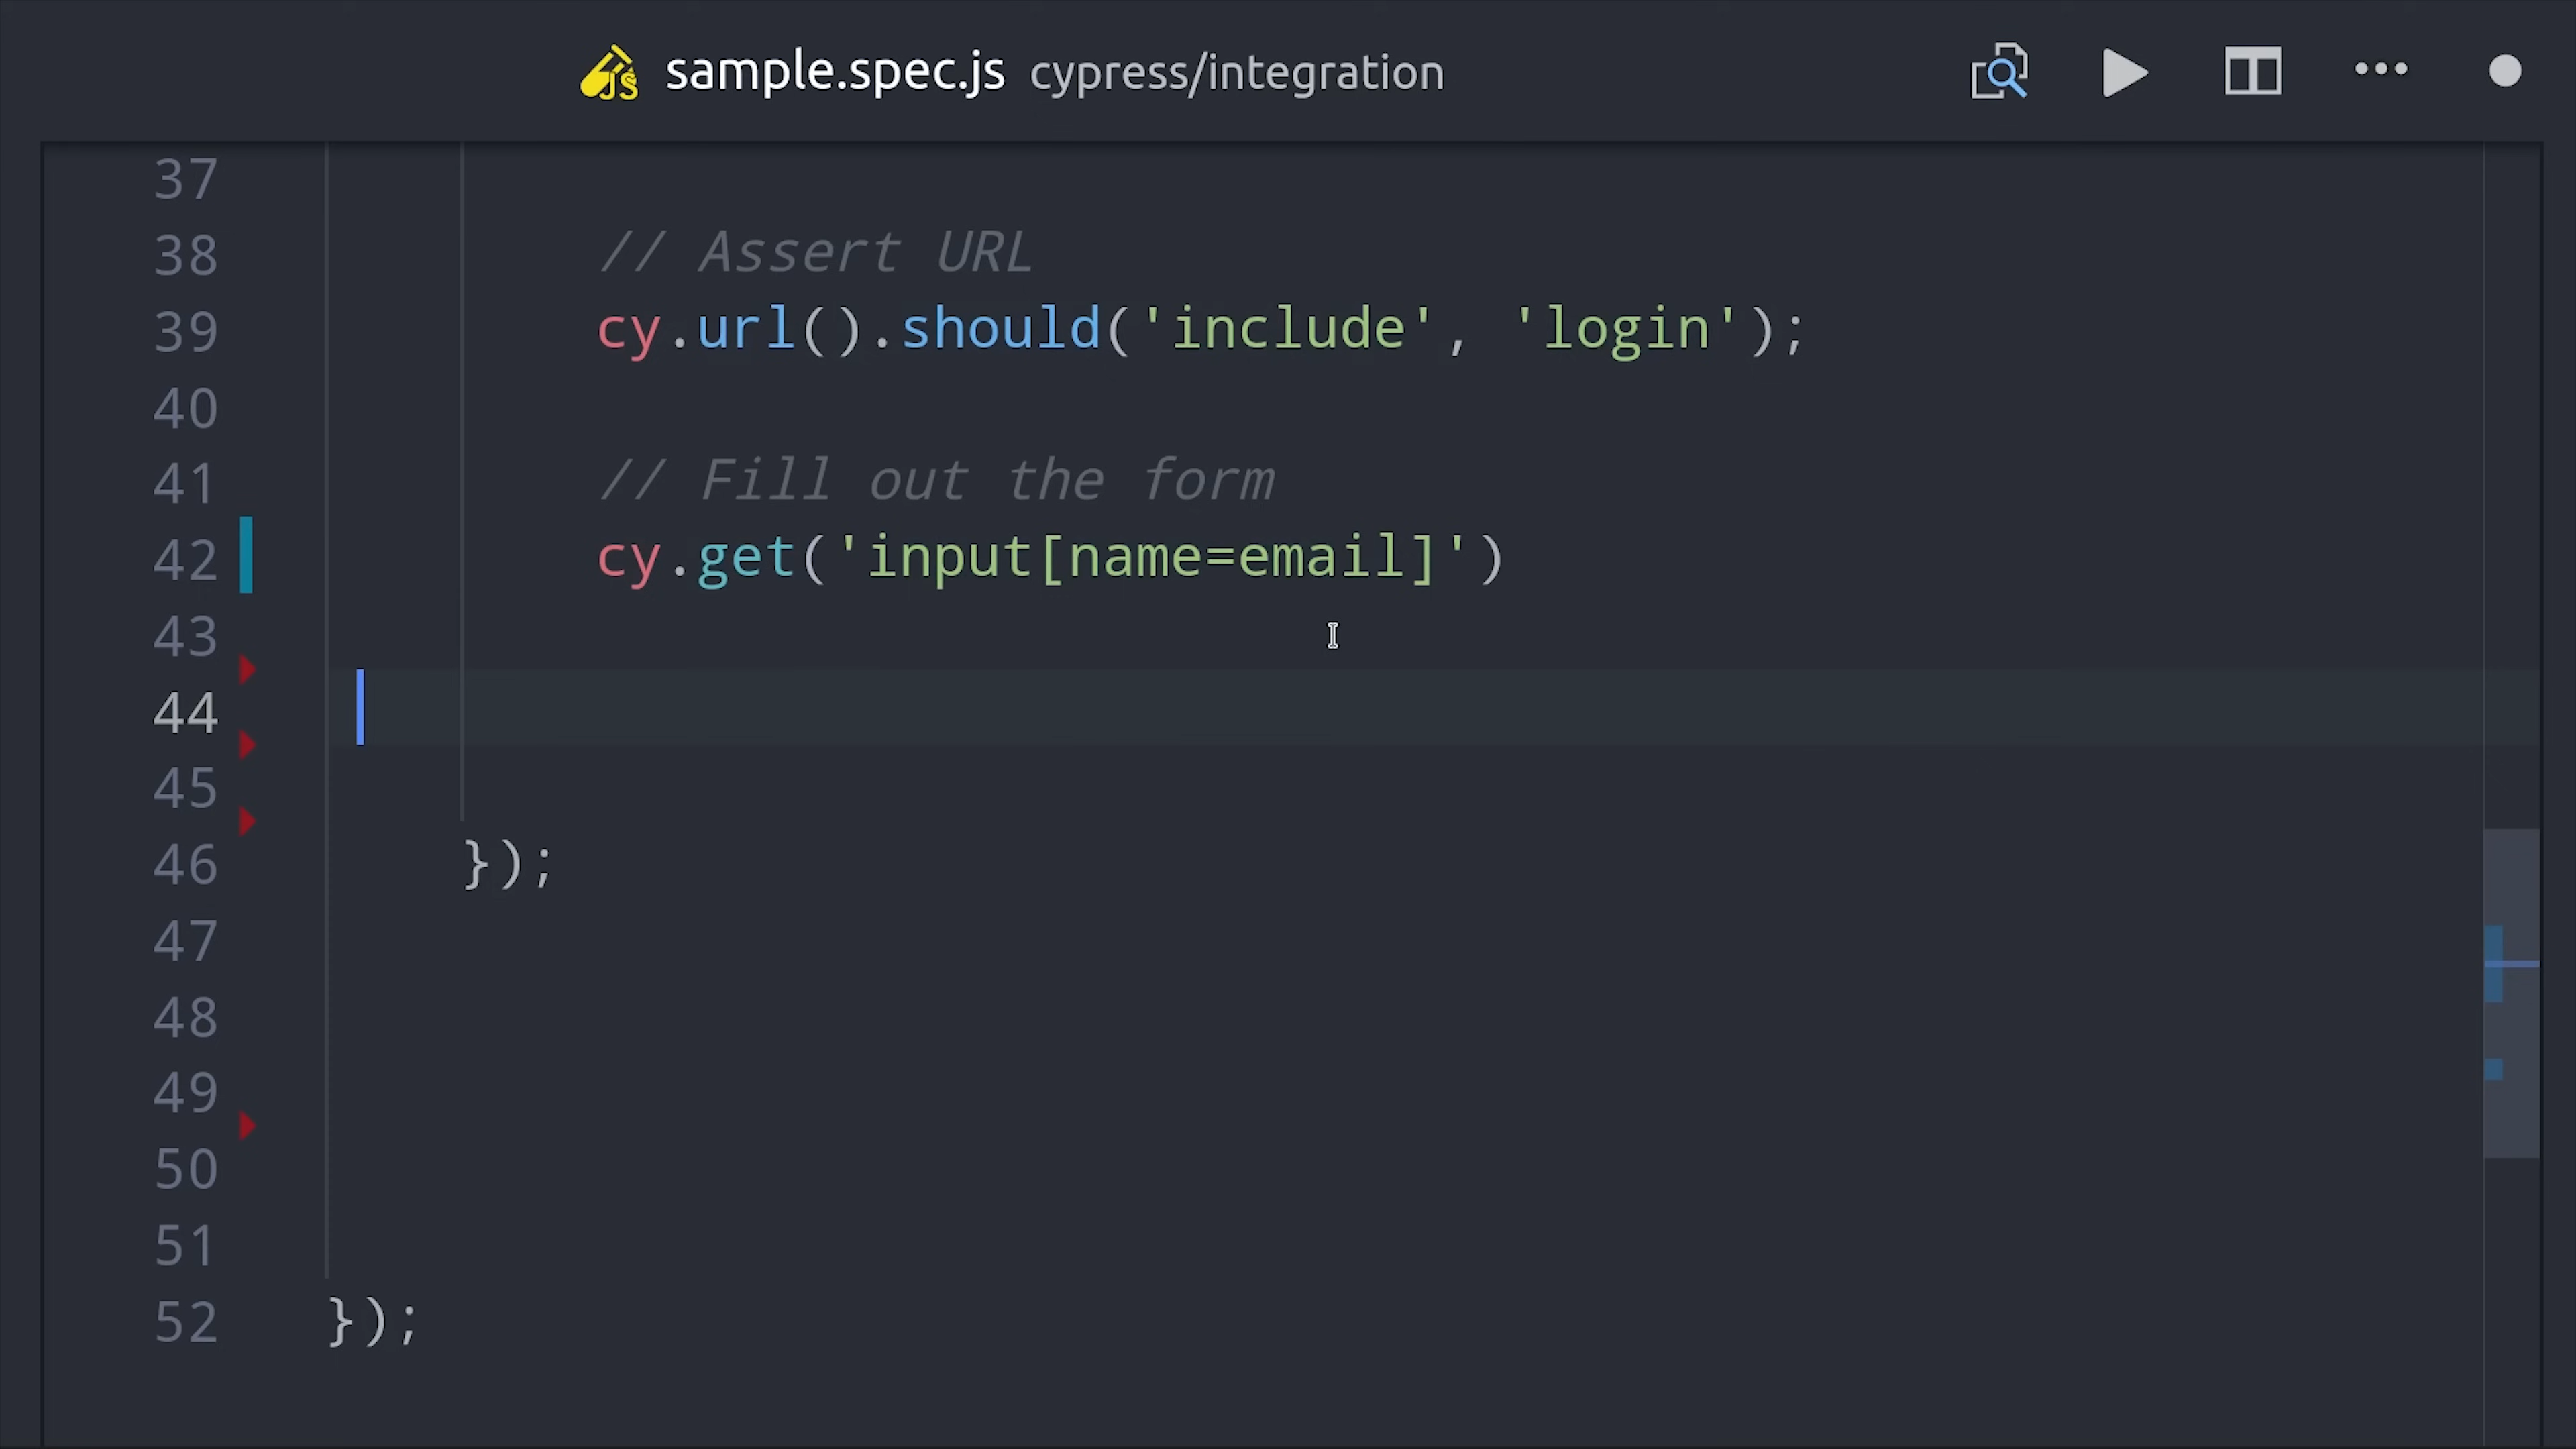 JS sample.spec.js cypress/integration
37
38 // Assert URL
39 cy.url().should('include', 'login');
40
41 // Fill out the form
42 cy.get('input[name=email]')
43
44
45
46 });
47
48
49
50
51
52 });